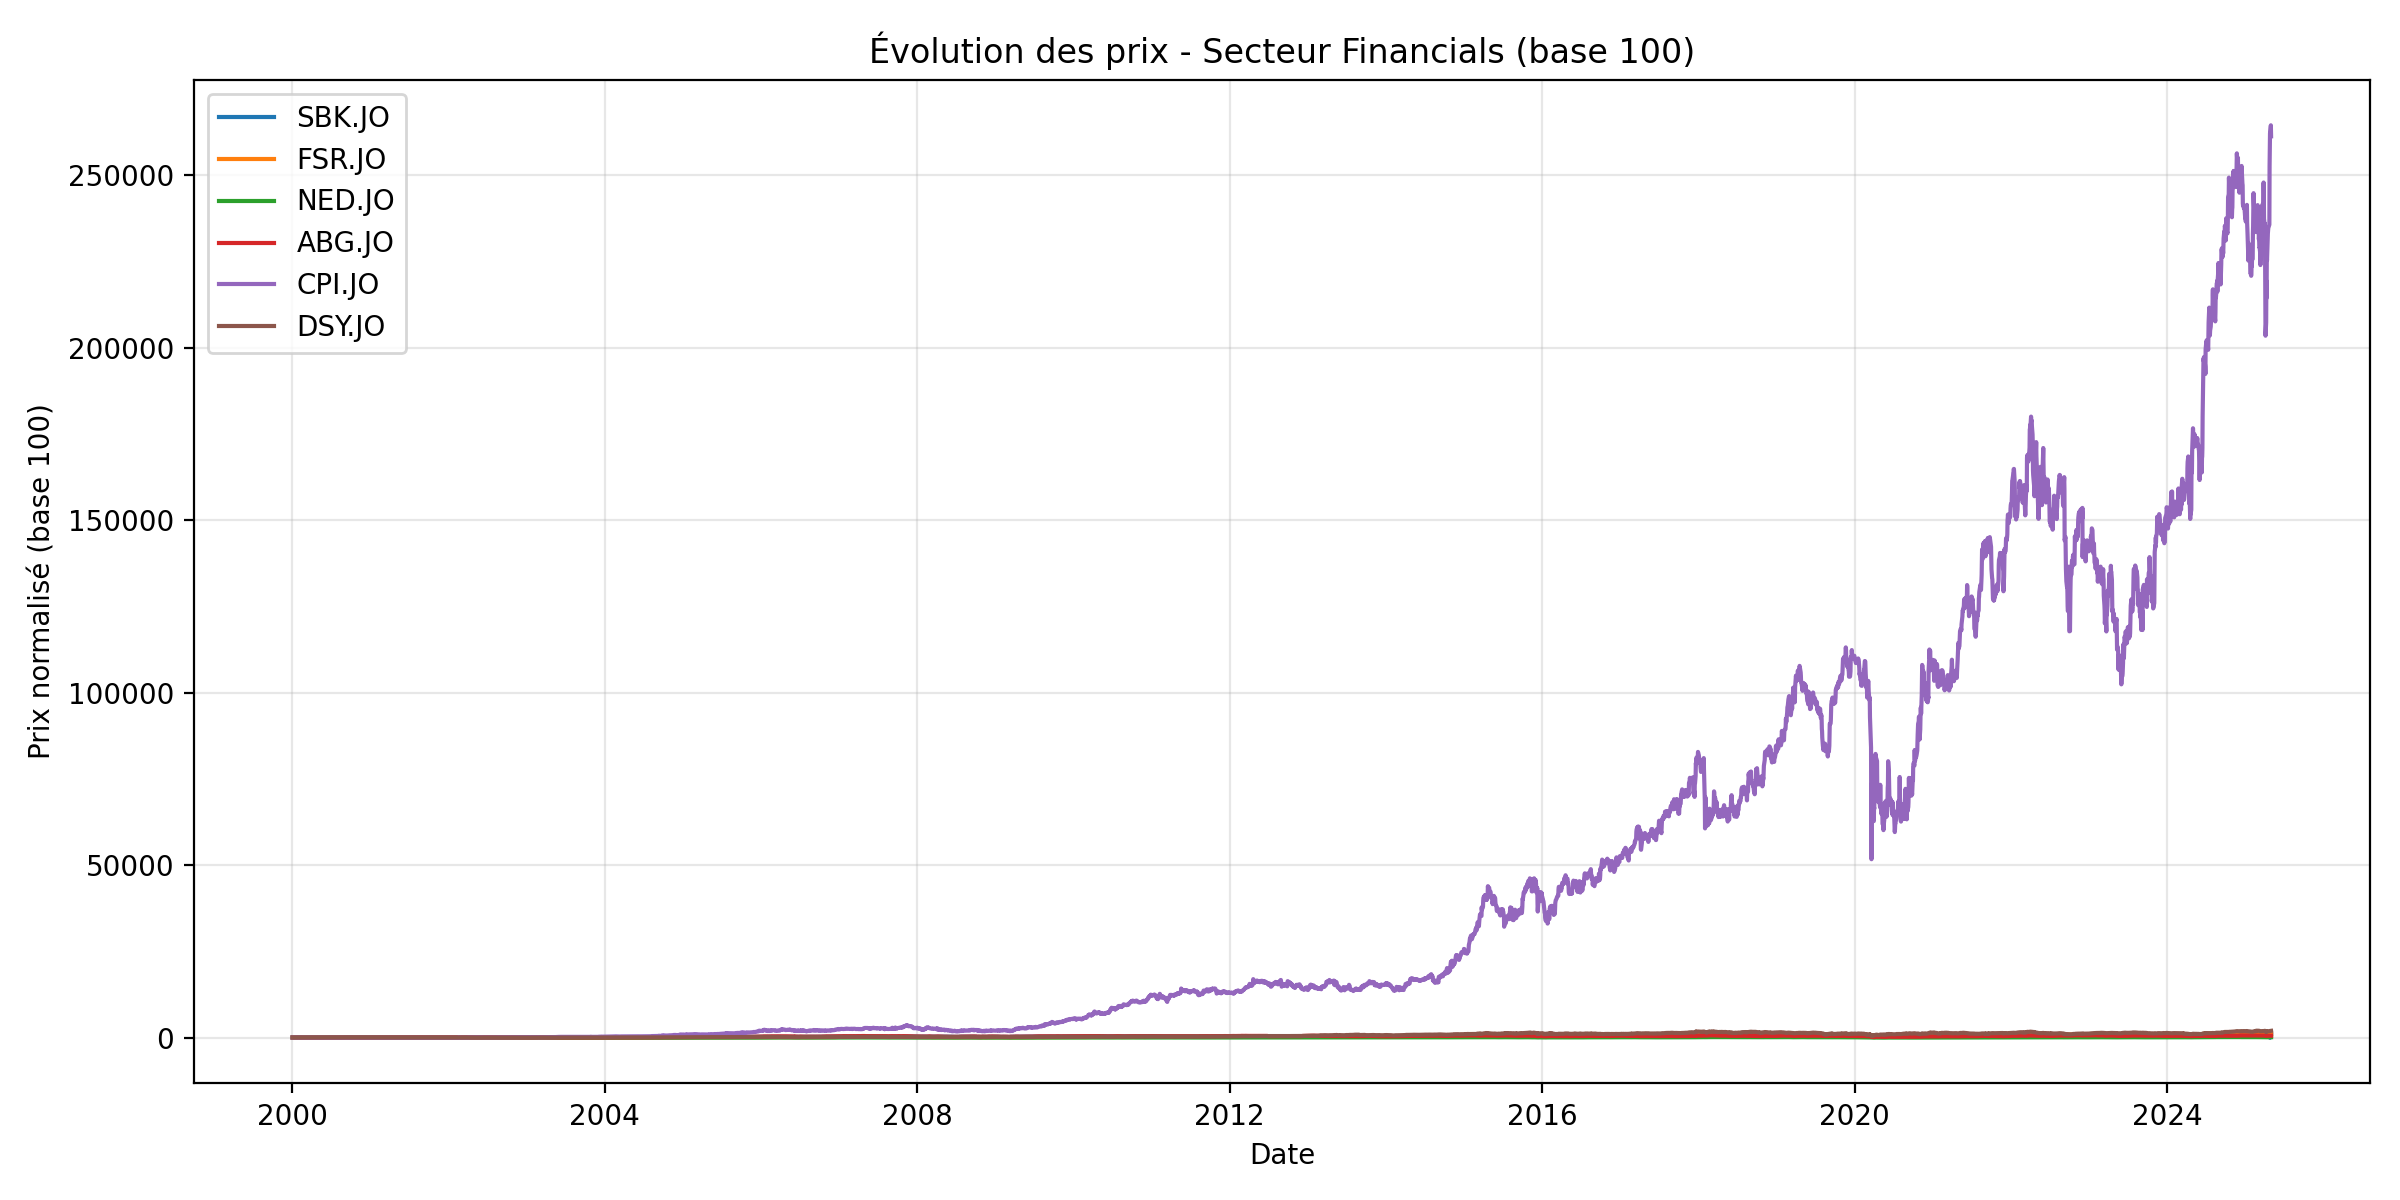 Évolution des prix - Secteur Financials (base 100)
SBK.JO
FSR.JO
NED.JO
ABG.JO
CPI.JO
DSY.JO
250000
200000
150000
100000
50000
0
Prix normalisé (base 100)
2000 2004 2008 2012 2016 2020 2024
Date